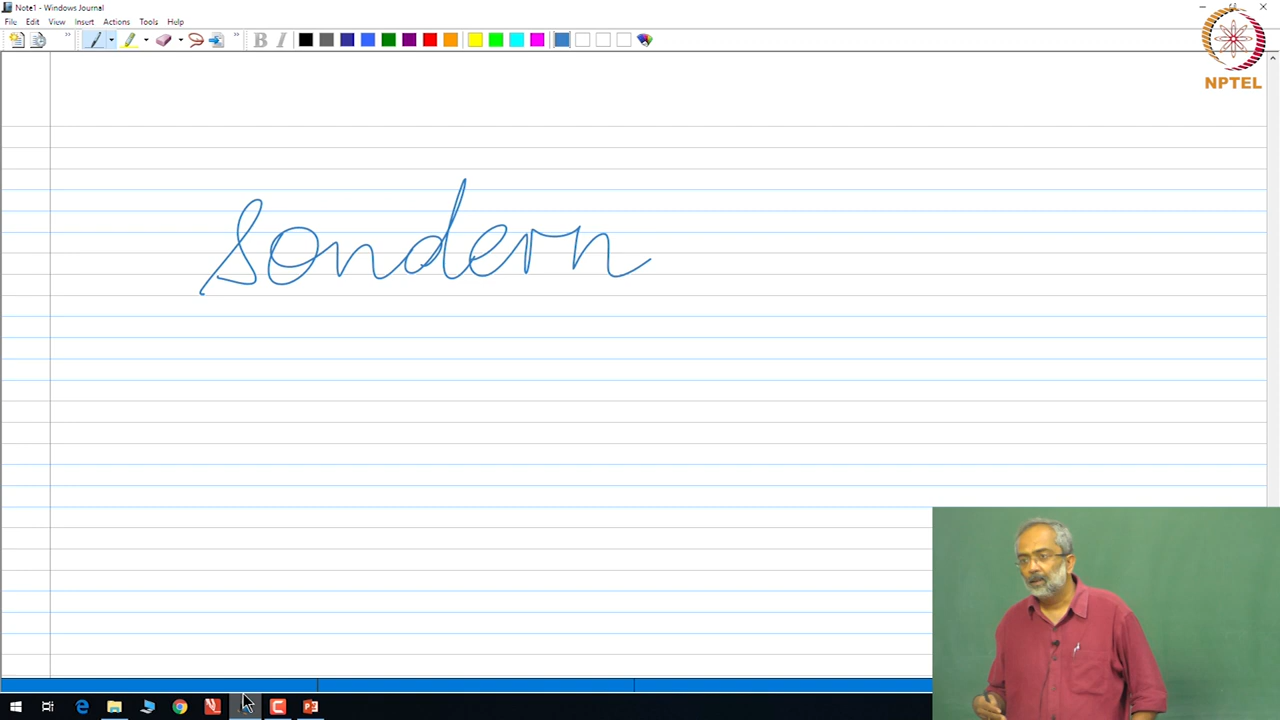 Note1 - Windows Journal
File Edit View Insert Actions Tools Help
B I
NPTEL
sondern